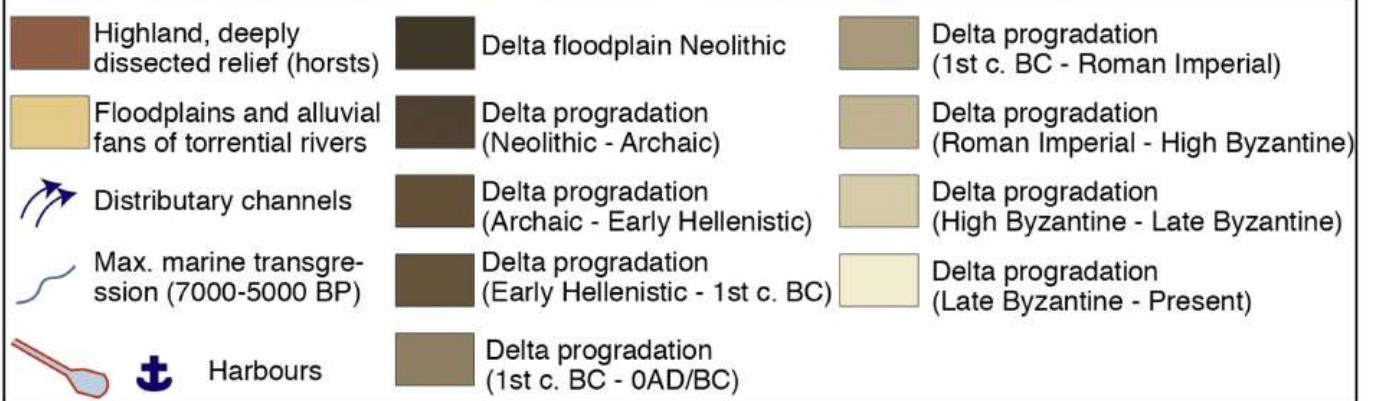 Highland, deeply
dissected relief (horsts)
Floodplains and alluvial
fans of torrential rivers
Distributary channels
Max. marine transgre-
ssion (7000-5000 BP)
Harbours
Delta floodplain Neolithic
Delta progradation
(Neolithic - Archaic)
Delta progradation
(Archaic - Early Hellenistic)
Delta progradation
(Early Hellenistic - 1st c. BC)
Delta progradation
(1st c. BC - 0AD/BC)
Delta progradation
(1st c. BC - Roman Imperial)
Delta progradation
(Roman Imperial - High Byzantine)
Delta progradation
(High Byzantine - Late Byzantine)
Delta progradation
(Late Byzantine - Present)